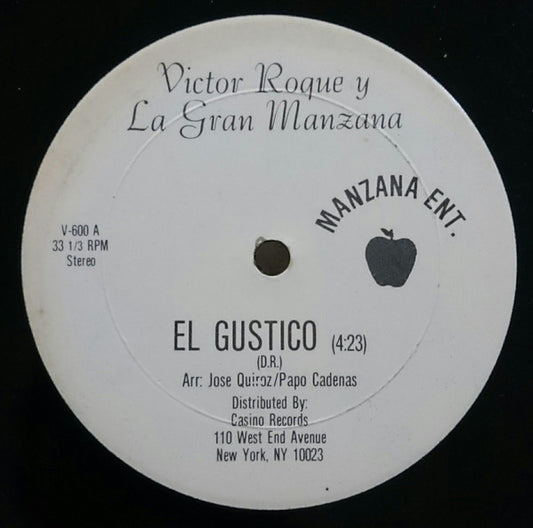 Victor Roque y
La Gran Manzana
MANZANA ENT.
V-600 A
33 1/3 RPM
Stereo
EL GUSTICO (4:23)
(D.R.)
Arr: Jose Quiroz/Papo Cadenas
Distributed By:
Casino Records
110 West End Avenue
New York, NY 10023